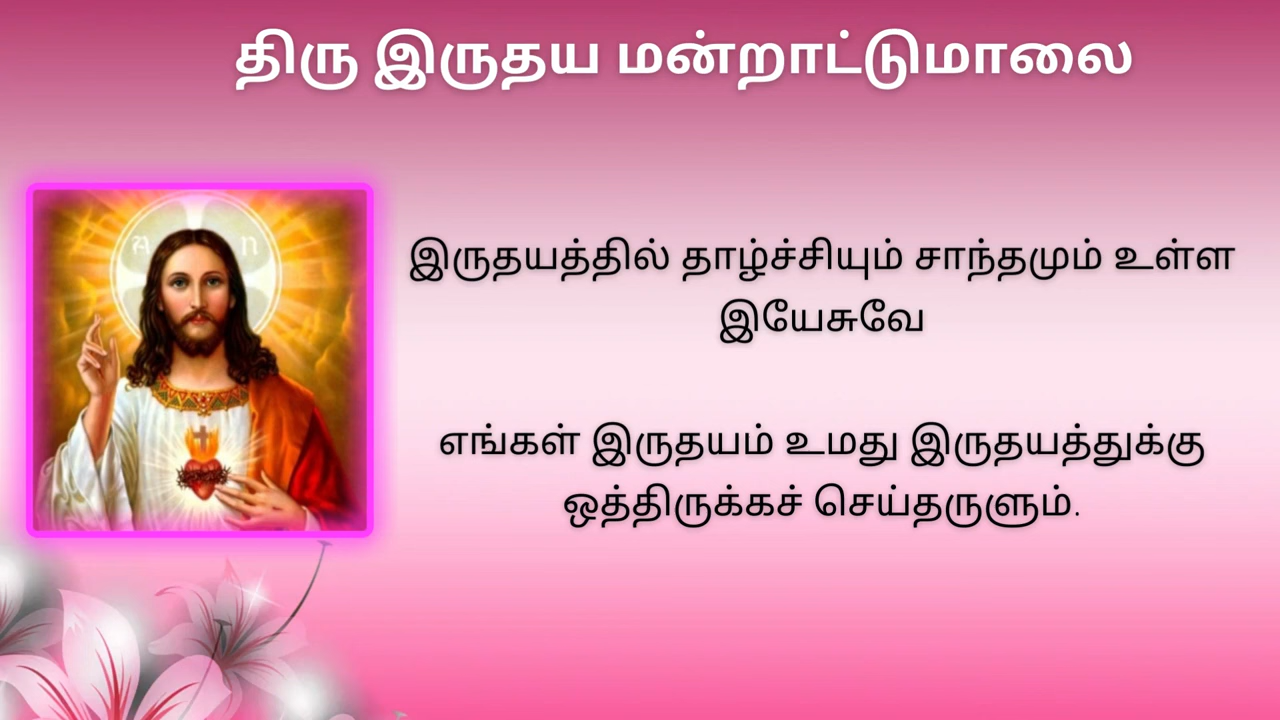 திரு இருதய மன்றாட்டுமாலை
இருதயத்தில் தாழ்ச்சியும் சாந்தமும் உள்ள
இயேசுவே
எங்கள் இருதயம் உமது இருதயத்துக்கு
ஒத்திருக்கச் செய்தருளும்.